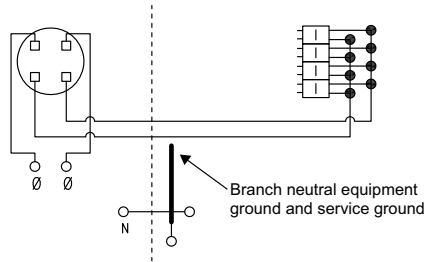 Ø Ø
N
Branch neutral equipment
ground and service ground